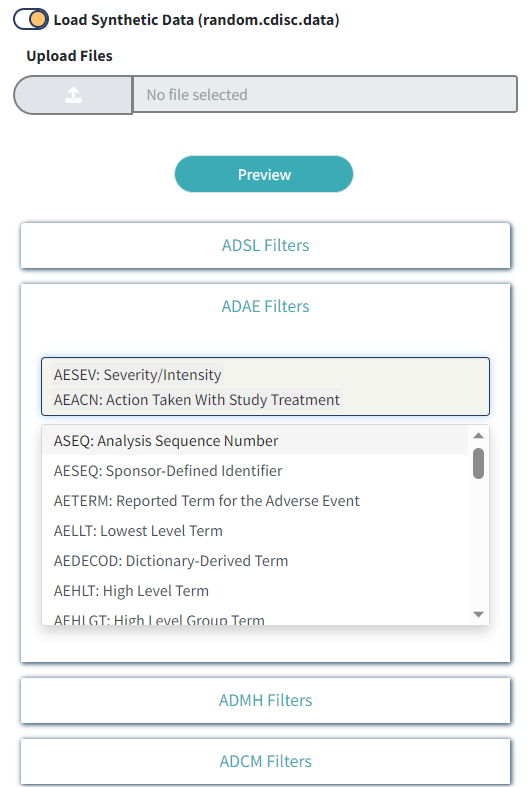 Load Synthetic Data (random.cdisc.data)
Upload Files
No file selected
Preview
ADSL Filters
ADAE Filters
AESEV: Severity/Intensity
AEACN: Action Taken With Study Treatment
ASEQ: Analysis Sequence Number
AESEQ: Sponsor-Defined Identifier
AETERM: Reported Term for the Adverse Event
AELLT: Lowest Level Term
AEDECOD: Dictionary-Derived Term
AEHLT: High Level Term
AEHLGT: High Level Group Term
ADMH Filters
ADCM Filters